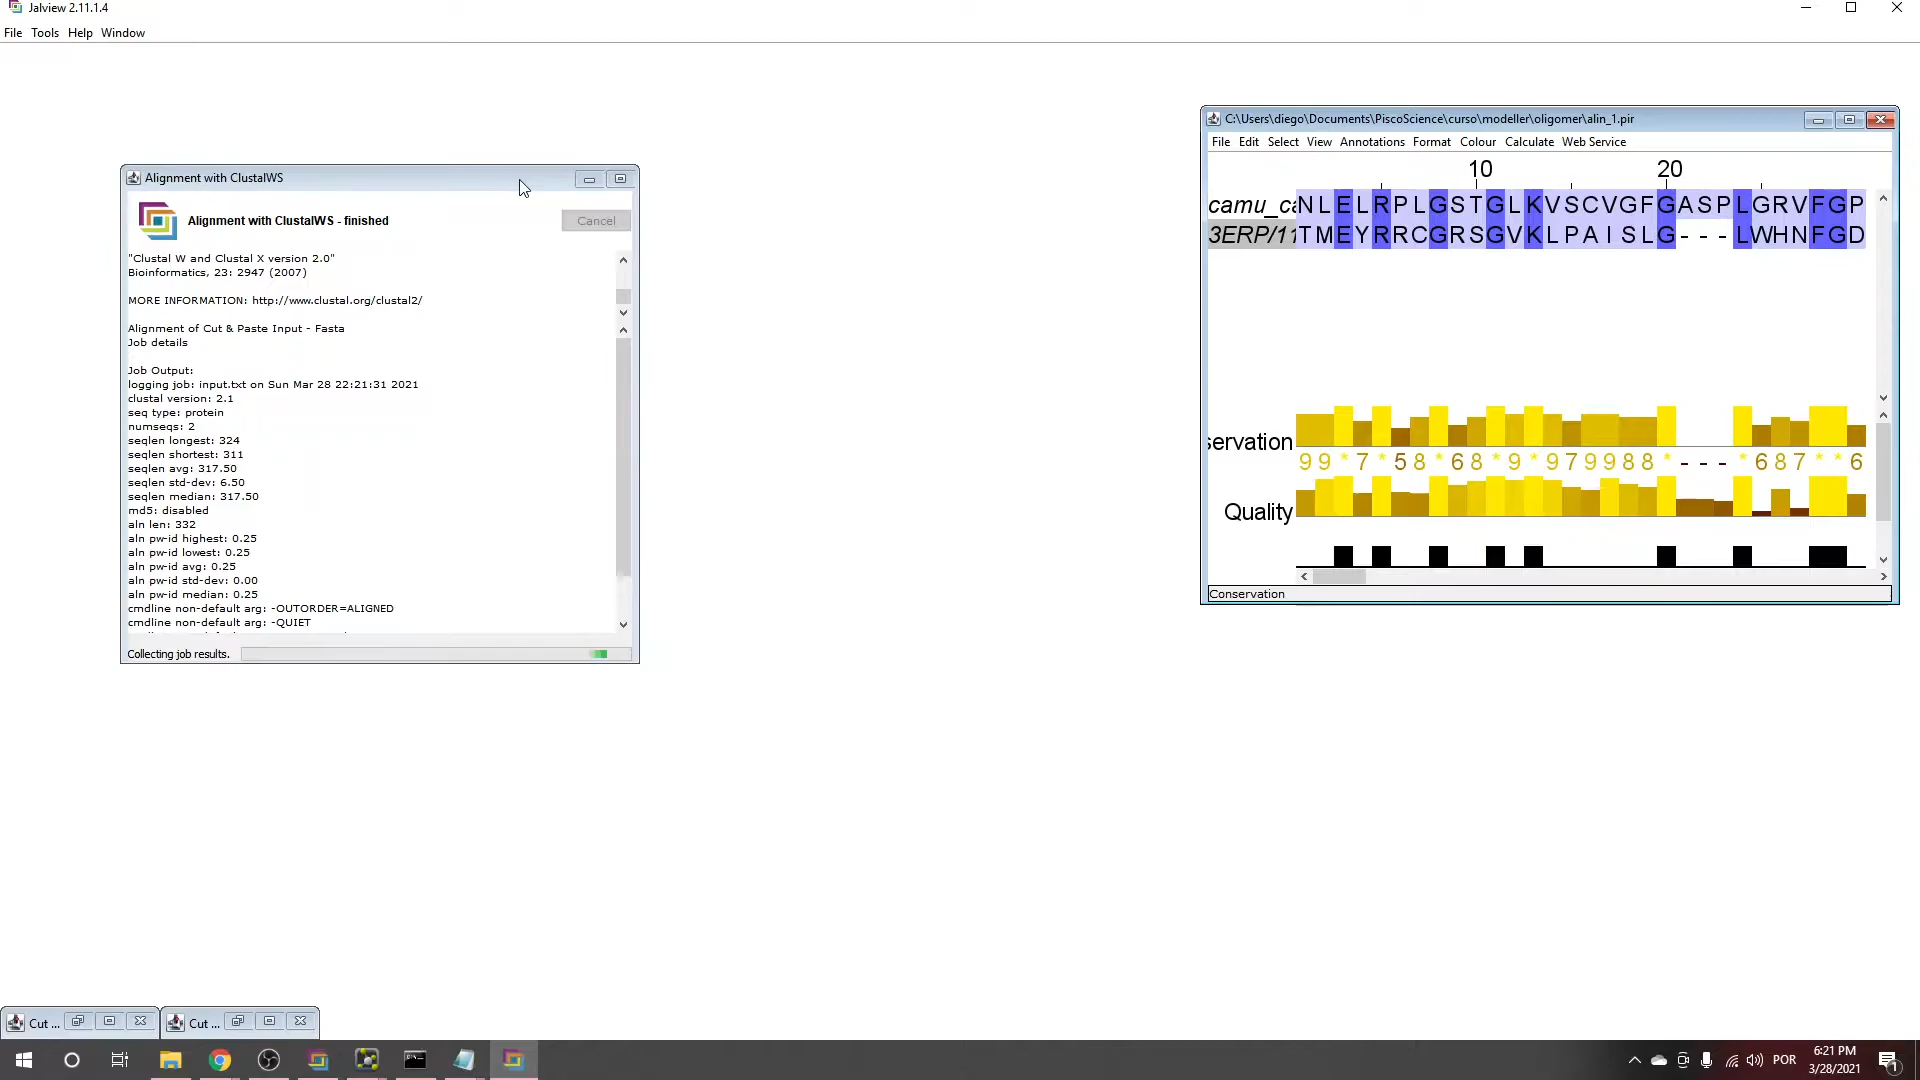 Jalview 2.11.1.4
File Tools Help Window
Alignment with ClustalWS
Alignment with ClustalWS - finished
Cancel
"Clustal W and Clustal X version 2.0"
Bioinformatics, 23: 2947 (2007)
MORE INFORMATION: http://www.clustal.org/clustal2/
Alignment of Cut & Paste Input - Fasta
Job details
Job Output:
logging job: input.txt on Sun Mar 28 22:21:31 2021
clustal version: 2.1
seq type: protein
numseqs: 2
seqlen longest: 324
seqlen shortest: 311
seqlen avg: 317.50
seqlen std-dev: 6.50
seqlen median: 317.50
md5: disabled
aln len: 332
aln pw-id highest: 0.25
aln pw-id lowest: 0.25
aln pw-id avg: 0.25
aln pw-id std-dev: 0.00
aln pw-id median: 0.25
cmdline non-default arg: -OUTORDER=ALIGNED
cmdline non-default arg: -QUIET
Collecting job results.
C:\Users\diego\Documents\PiscoScience\curso\modeller\oligomer\alin_1.pir
File Edit Select View Annotations Format Colour Calculate Web Service
10 20
camu_ca NLELRPLGSTGLKVSCVGFGASPLGRVFGP
3ERP/11 TMEYRRCGRSGVKLPAISLG---LWHNFGD
servation
99*7*58*68*9*979988*---*687**6
Quality
Conservation
Cut ... Cut ...
POR
6:21 PM
3/28/2021
1